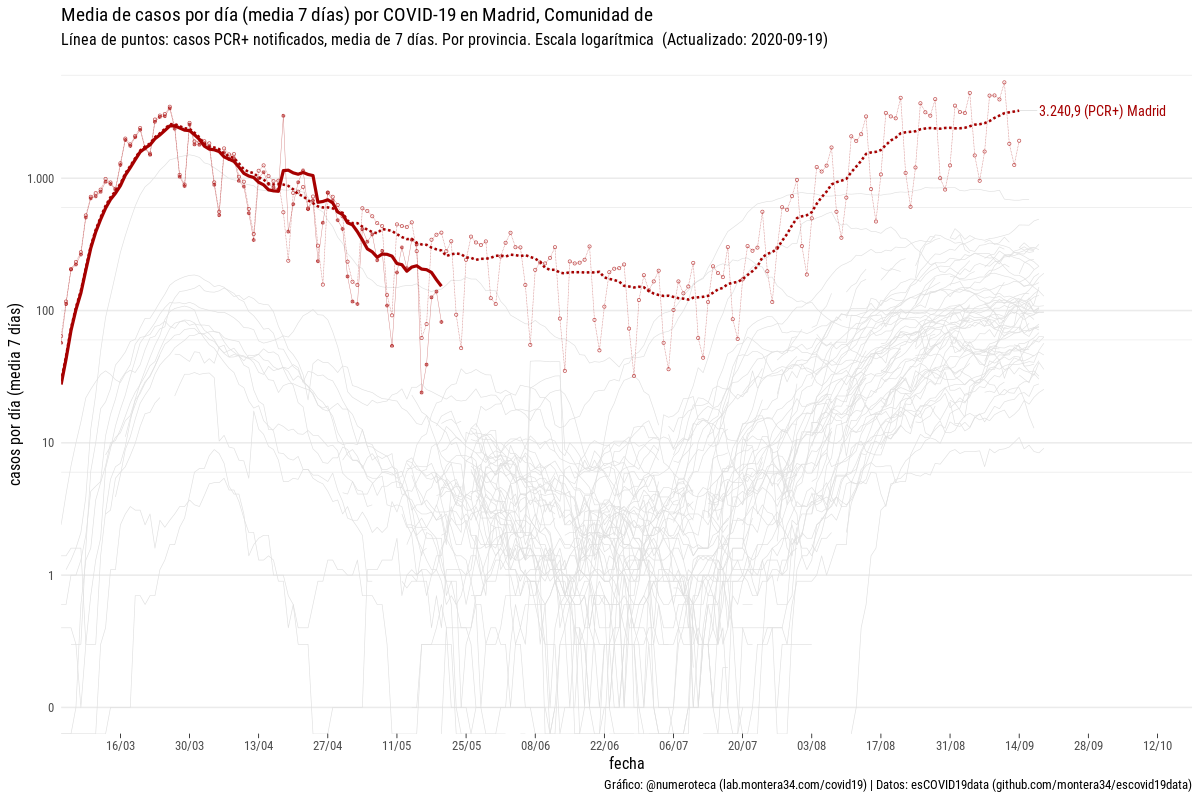 Media de casos por día (media 7 días) por COVID-19 en Madrid, Comunidad de
Línea de puntos: casos PCR+ notificados, media de 7 días. Por provincia. Escala logarítmica  (Actualizado: 2020-09-19)
3.240,9 (PCR+) Madrid
1.000
100
10
1
0
casos por día (media 7 días)
16/03 30/03 13/04 27/04 11/05 25/05 08/06 22/06 06/07 20/07 03/08 17/08 31/08 14/09 28/09 12/10
fecha
Gráfico: @numeroteca (lab.montera34.com/covid19) | Datos: esCOVID19data (github.com/montera34/escovid19data)